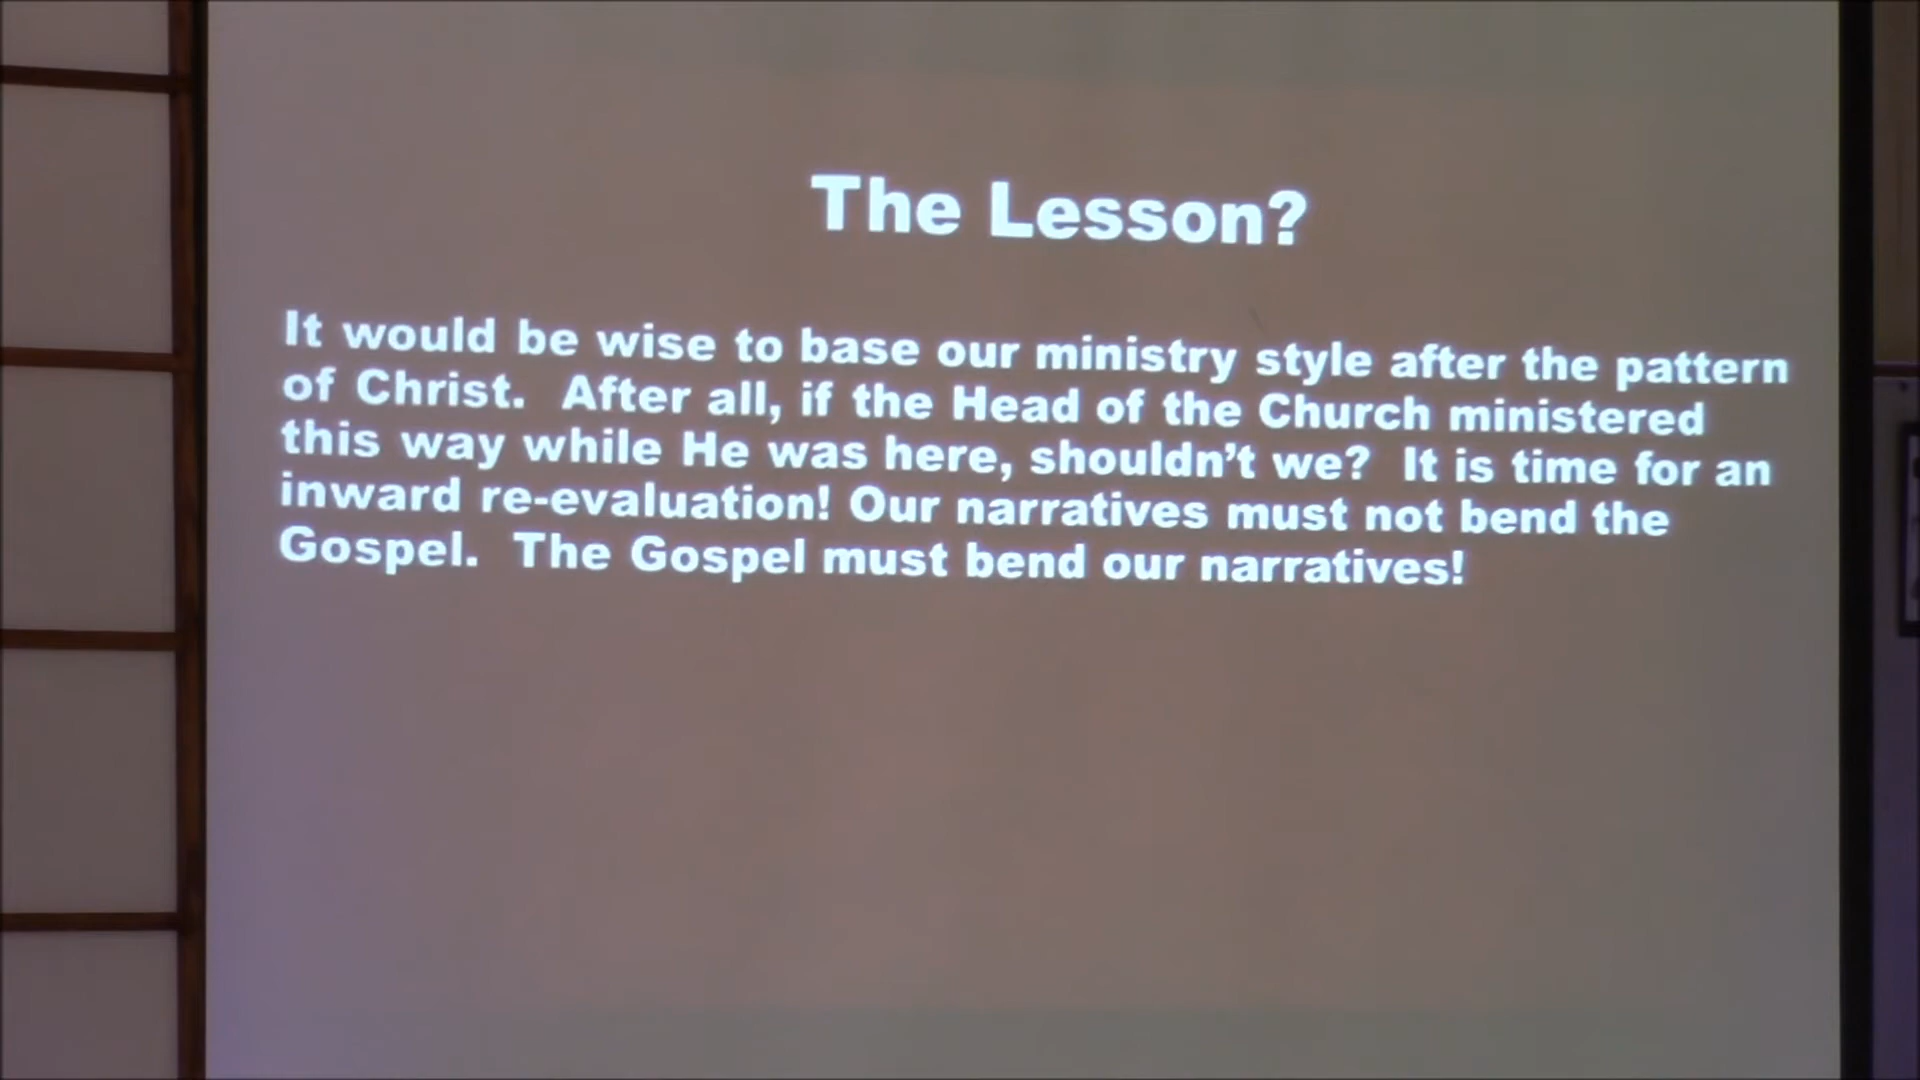 The Lesson?
It would be wise to base our ministry style after the pattern
of Christ.  After all, if the Head of the Church ministered
this way while He was here, shouldn’t we?  It is time for an
inward re-evaluation! Our narratives must not bend the
Gospel.  The Gospel must bend our narratives!